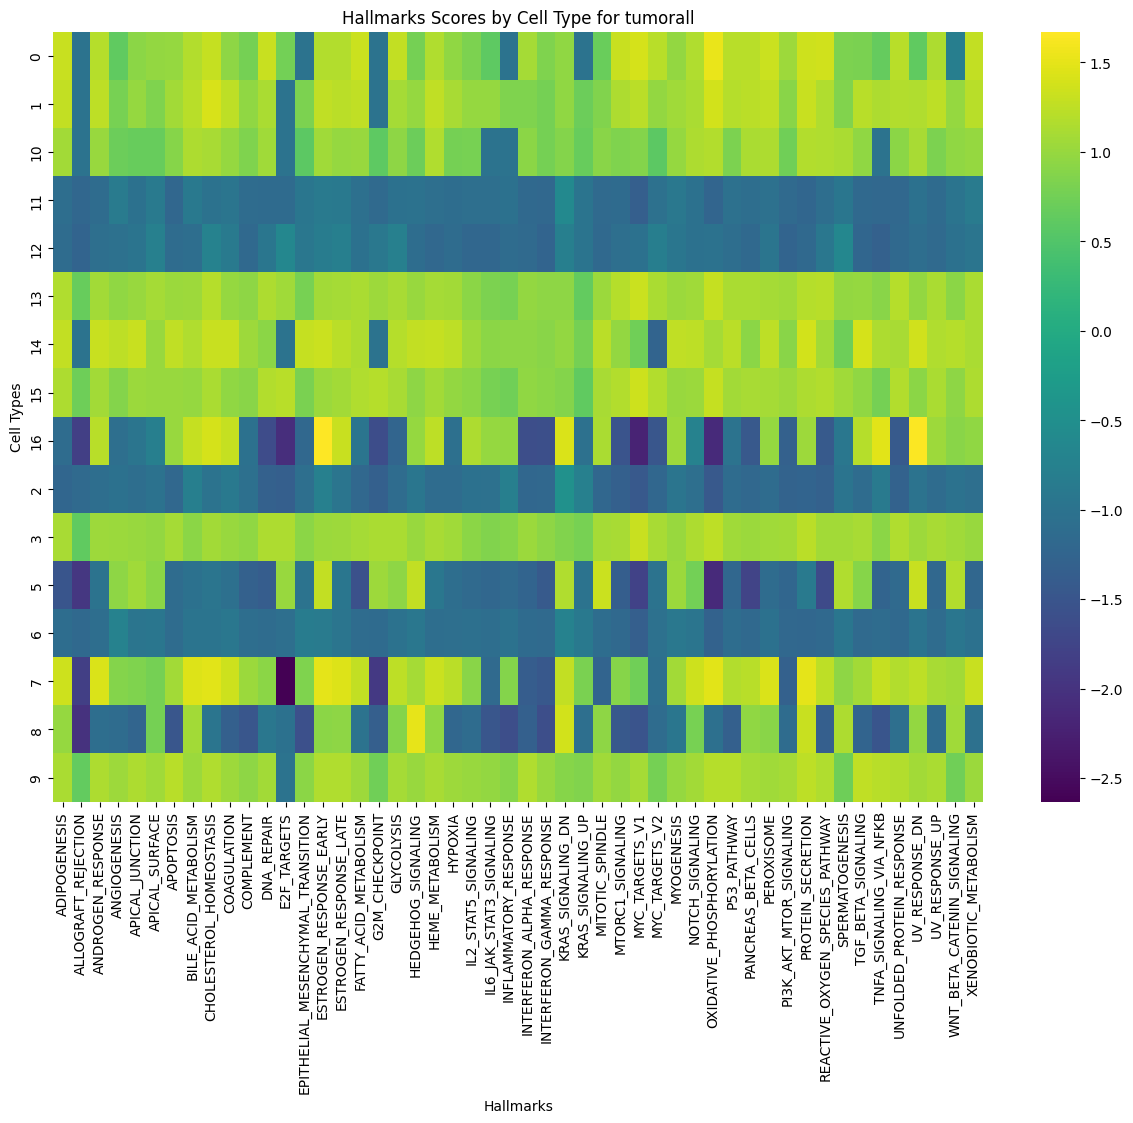 Hallmarks Scores by Cell Type for tumorall
Cell Types
0
1
10
11
12
13
14
15
16
2
3
5
6
7
8
9
1.5
1.0
0.5
0.0
−0.5
−1.0
−1.5
−2.0
−2.5
ADIPOGENESIS
ALLOGRAFT_REJECTION
ANDROGEN_RESPONSE
ANGIOGENESIS
APICAL_JUNCTION
APICAL_SURFACE
APOPTOSIS
BILE_ACID_METABOLISM
CHOLESTEROL_HOMEOSTASIS
COAGULATION
COMPLEMENT
DNA_REPAIR
E2F_TARGETS
EPITHELIAL_MESENCHYMAL_TRANSITION
ESTROGEN_RESPONSE_EARLY
ESTROGEN_RESPONSE_LATE
FATTY_ACID_METABOLISM
G2M_CHECKPOINT
GLYCOLYSIS
HEDGEHOG_SIGNALING
HEME_METABOLISM
HYPOXIA
IL2_STAT5_SIGNALING
IL6_JAK_STAT3_SIGNALING
INFLAMMATORY_RESPONSE
INTERFERON_ALPHA_RESPONSE
INTERFERON_GAMMA_RESPONSE
KRAS_SIGNALING_DN
KRAS_SIGNALING_UP
MITOTIC_SPINDLE
MTORC1_SIGNALING
MYC_TARGETS_V1
MYC_TARGETS_V2
MYOGENESIS
NOTCH_SIGNALING
OXIDATIVE_PHOSPHORYLATION
P53_PATHWAY
PANCREAS_BETA_CELLS
PEROXISOME
PI3K_AKT_MTOR_SIGNALING
PROTEIN_SECRETION
REACTIVE_OXYGEN_SPECIES_PATHWAY
SPERMATOGENESIS
TGF_BETA_SIGNALING
TNFA_SIGNALING_VIA_NFKB
UNFOLDED_PROTEIN_RESPONSE
UV_RESPONSE_DN
UV_RESPONSE_UP
WNT_BETA_CATENIN_SIGNALING
XENOBIOTIC_METABOLISM
Hallmarks